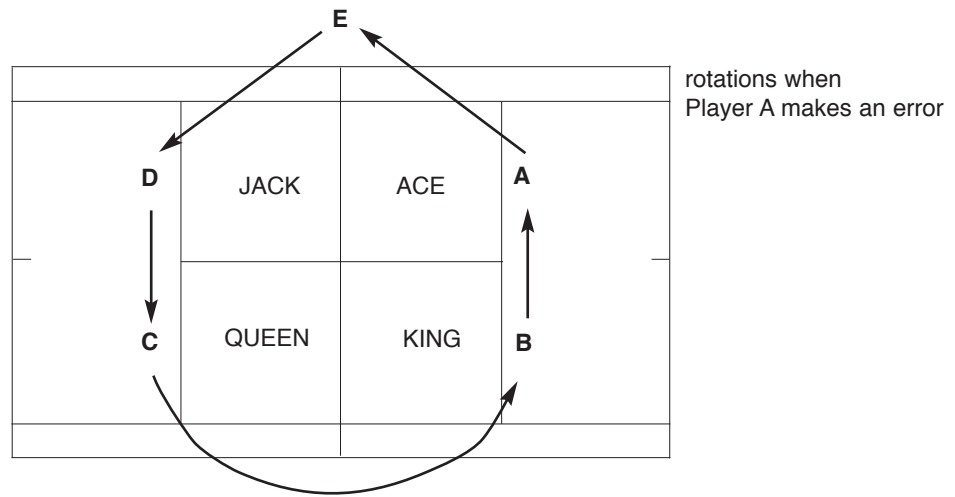 E
rotations when
Player A makes an error
D
JACK
ACE
A
C
QUEEN
KING
B